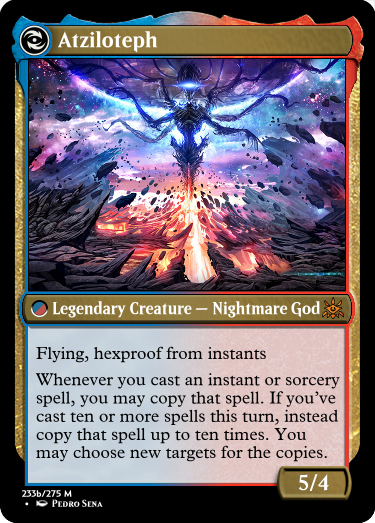 Atziloteph
Legendary Creature — Nightmare God
Flying, hexproof from instants
Whenever you cast an instant or sorcery
spell, you may copy that spell. If you’ve
cast ten or more spells this turn, instead
copy that spell up to ten times. You
may choose new targets for the copies.
5/4
233b/275 M
• Pedro Sena